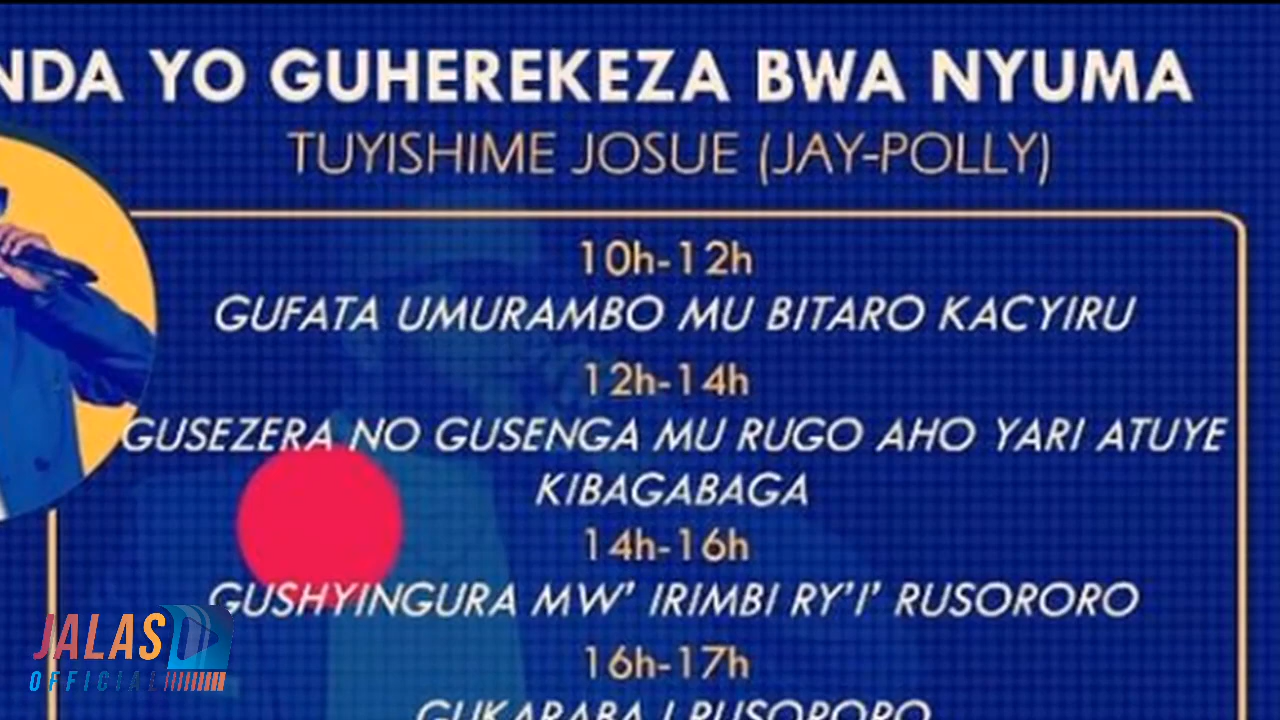 NDA YO GUHEREKEZA BWA NYUMA
TUYISHIME JOSUE (JAY-POLLY)
10h-12h
GUFATA UMURAMBO MU BITARO KACYIRU
12h-14h
GUSEZERA NO GUSENGA MU RUGO AHO YARI ATUYE
KIBAGABAGA
14h-16h
GUSHYINGURA MW' IRIMBI RY'I' RUSORORO
16h-17h
GUKARABA I RUSORORO
JALAS
OFFICIAL